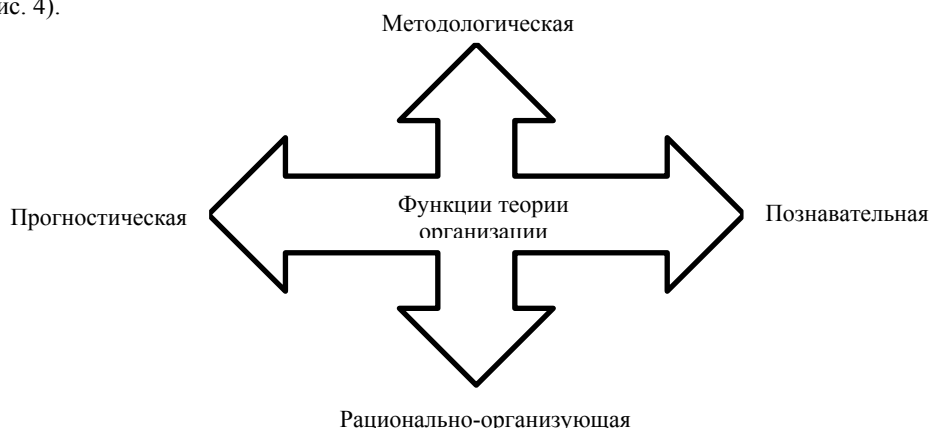 ис. 4).
Методологическая
Функции теории
организации
Прогностическая
Познавательная
Рационально-организующая